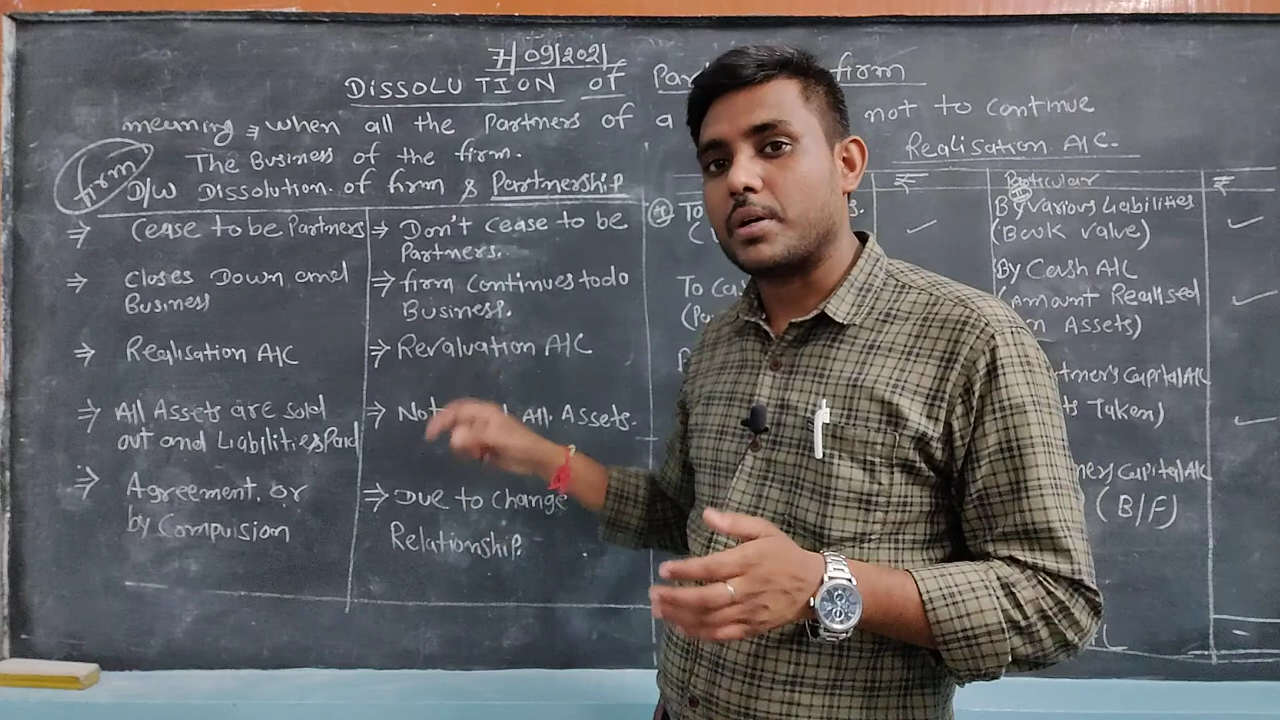 7/09/2021
DISSOLUTION of Par firm
meaning ⇒ when all the Partners of a not to continue
The Business of the firm.
firm
D/W Dissolution of firm & Partnership
⇒ Cease to be Partners
⇒ Closes Down and
Business
⇒ Realisation A/C
⇒ All Assets are sold
out and Liabilities Paid
⇒ Agreement or
by Compulsion
⇒ Don't cease to be
Partners.
⇒ firm Continues to do
Business.
⇒ Revaluation A/C
⇒ Not All Assets.
⇒ Due to change
Relationship.
Realisation A/C.
₹ Particular ₹
To
By Various Liabilities
(Book value)
To
(Pa
By Cash A/C
(Amount Realised
Assets)
Capital A/C
Taken)
Capital A/C
(B/F)